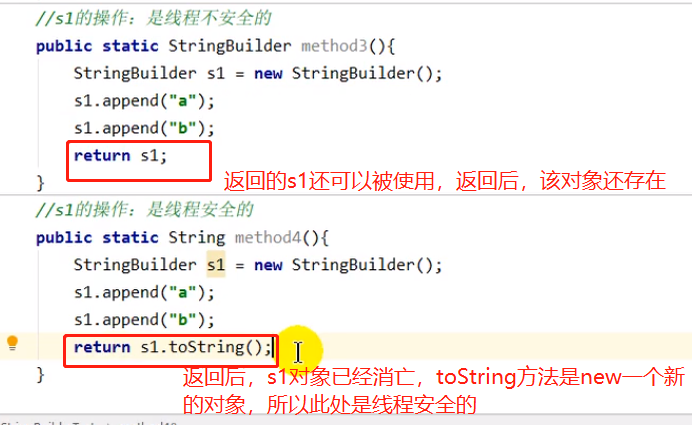 //s1的操作：是线程不安全的
public static StringBuilder method3(){
StringBuilder s1 = new StringBuilder();
s1.append("a");
s1.append("b");
return s1;
返回的s1还可以被使用，返回后，该对象还存在
}
//s1的操作：是线程安全的
public static String method4(){
StringBuilder s1 = new StringBuilder();
s1.append("a");
s1.append("b");
return s1.toString();
}
返回后，s1对象已经消亡，toString方法是new一个新
的对象，所以此处是线程安全的